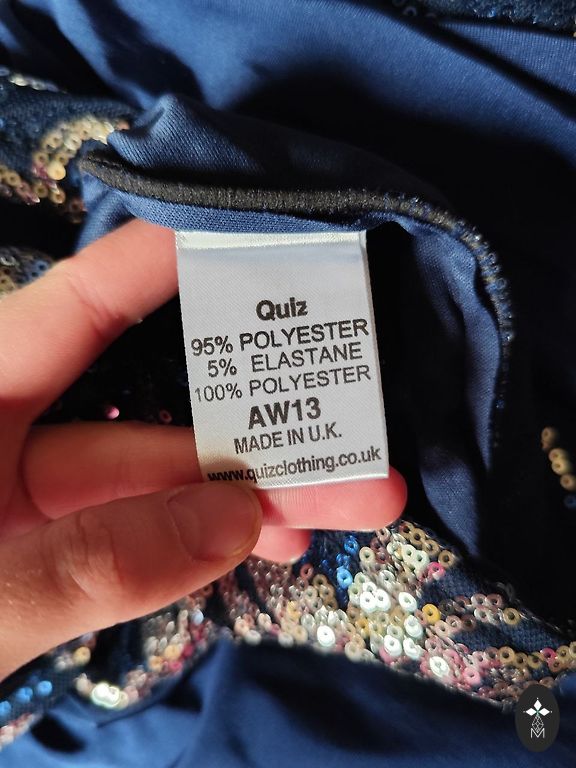 Quiz
95% POLYESTER
5% ELASTANE
100% POLYESTER
AW13
MADE IN U.K.
www.quizclothing.co.uk
M